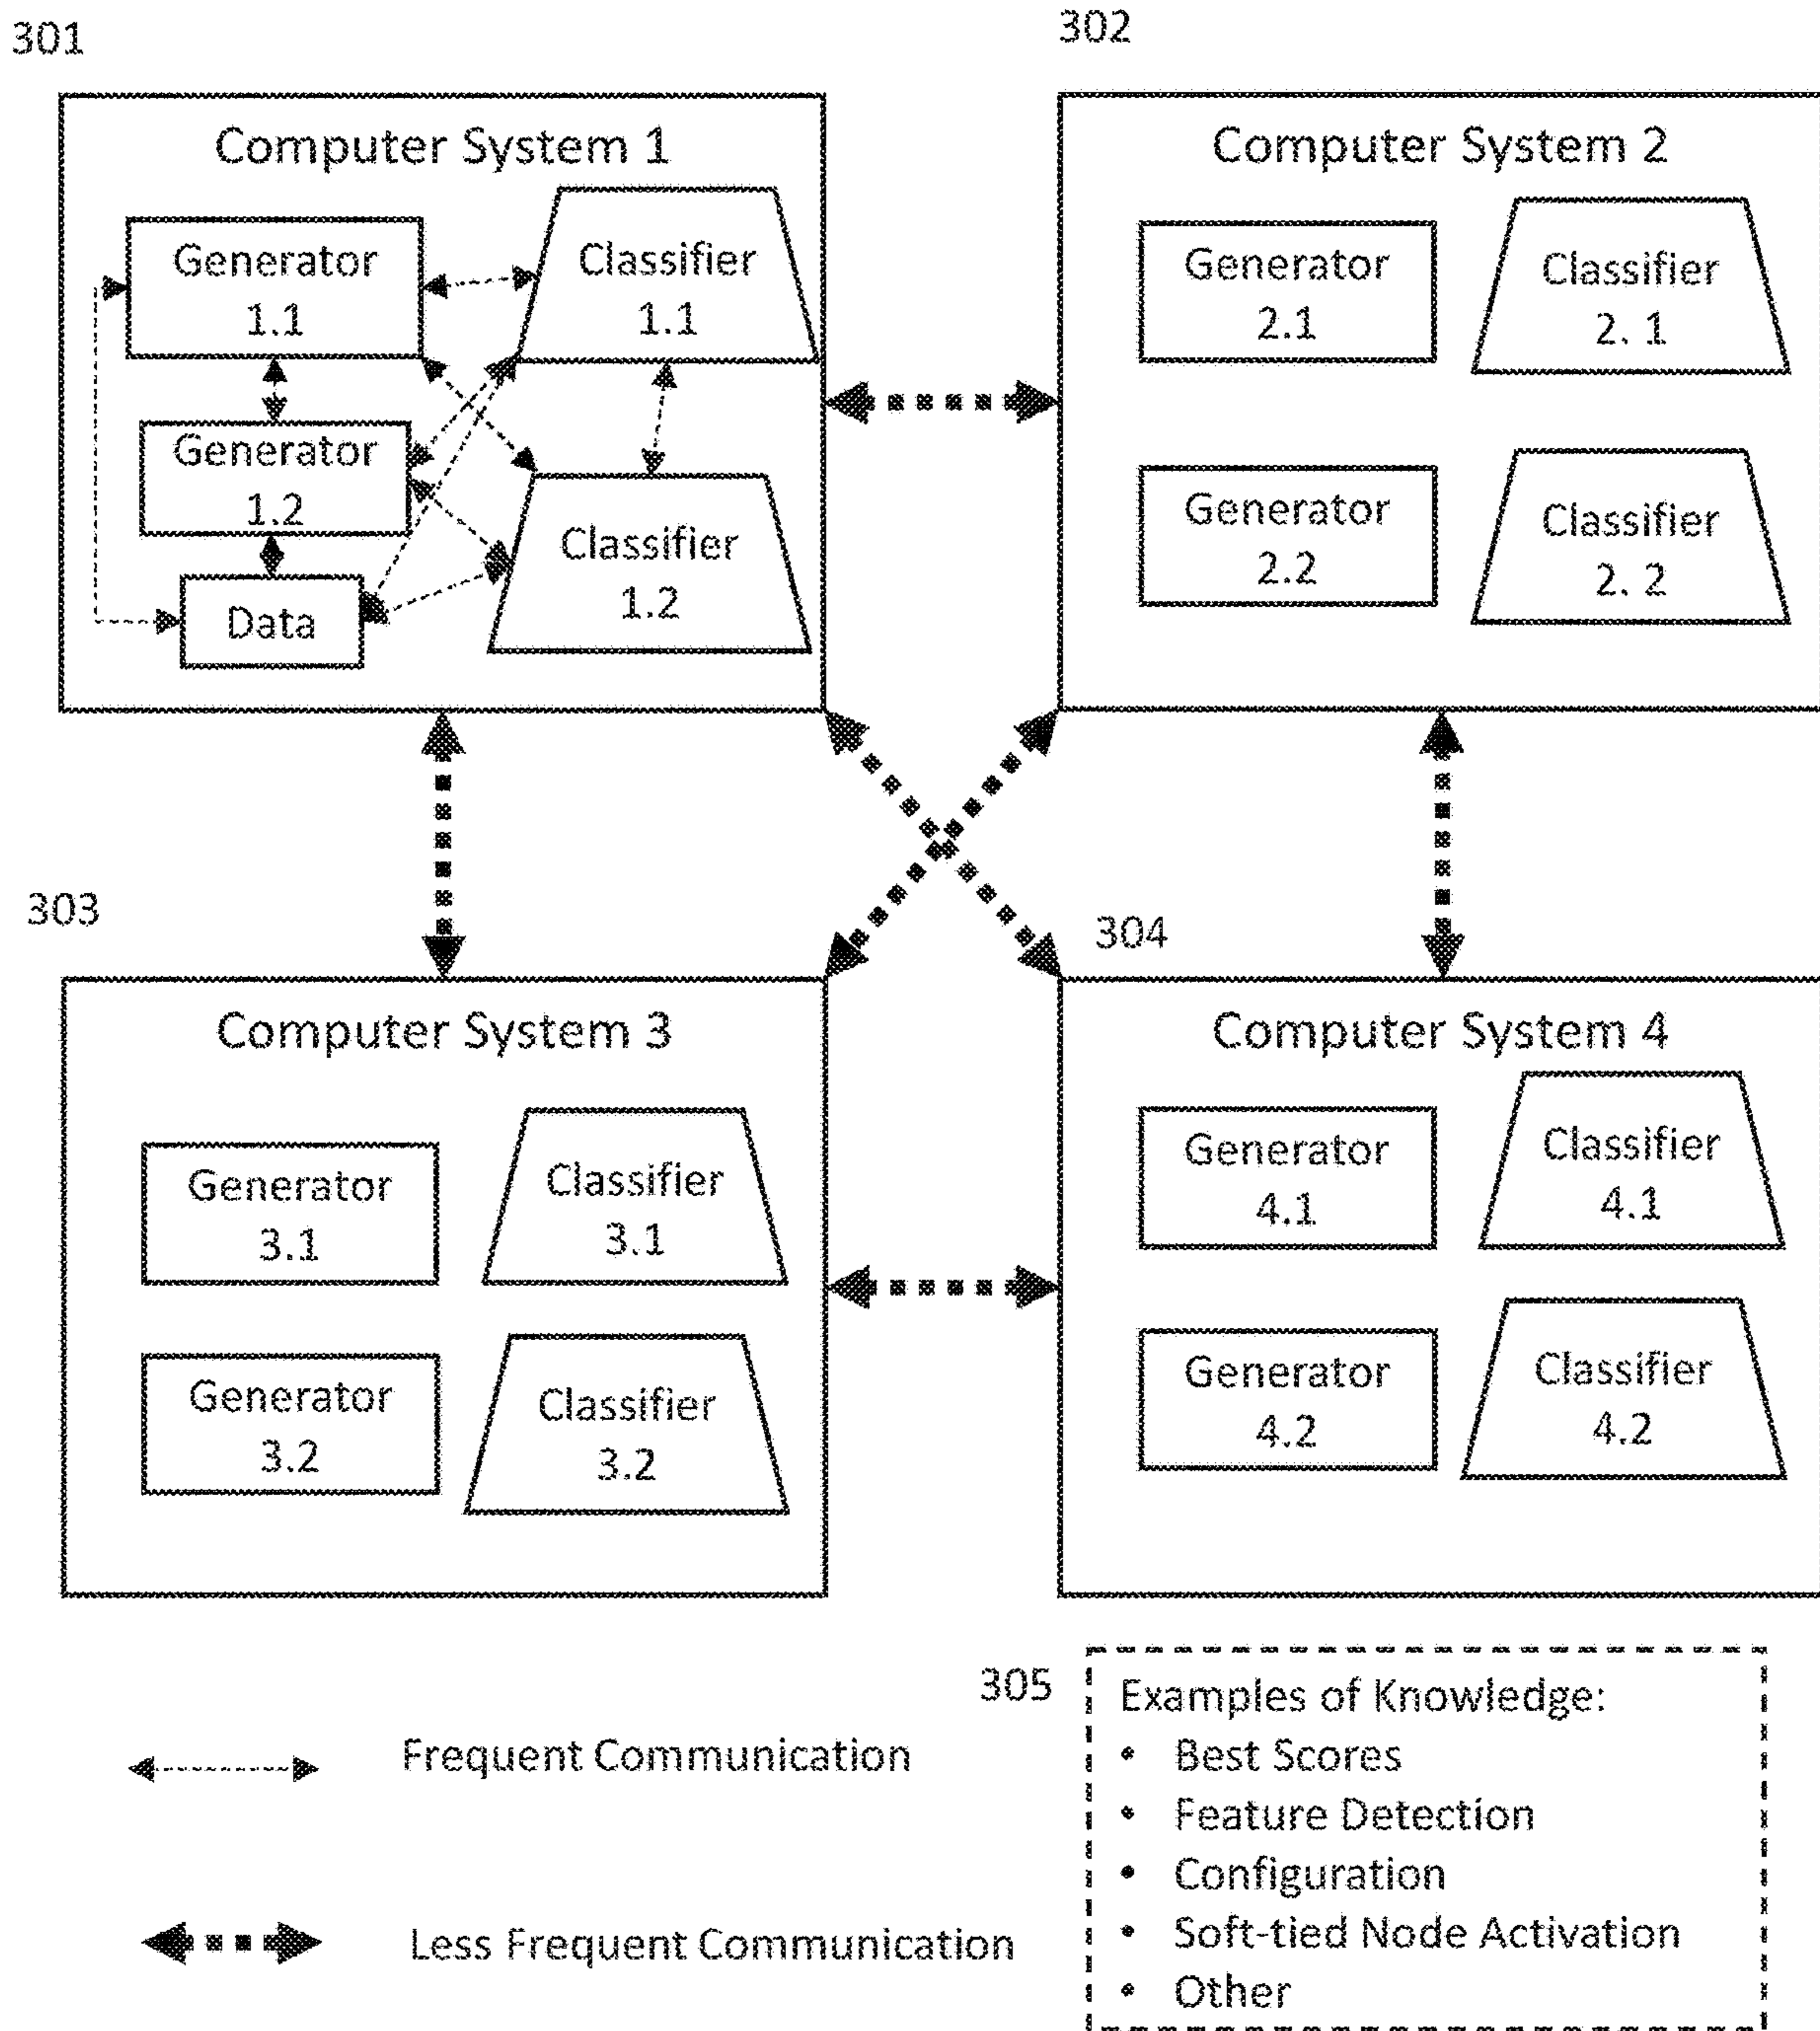 301
302
Computer System 1
Generator
1.1
Classifier
1.1
Generator
1.2
Classifier
1.2
Data
Computer System 2
Generator
2.1
Classifier
2. 1
Generator
2.2
Classifier
2. 2
303
304
Computer System 3
Generator
3.1
Classifier
3.1
Generator
3.2
Classifier
3.2
Computer System 4
Generator
4.1
Classifier
4.1
Generator
4.2
Classifier
4.2
Frequent Communication
Less Frequent Communication
305
Examples of Knowledge:
• Best Scores
• Feature Detection
• Configuration
• Soft-tied Node Activation
• Other